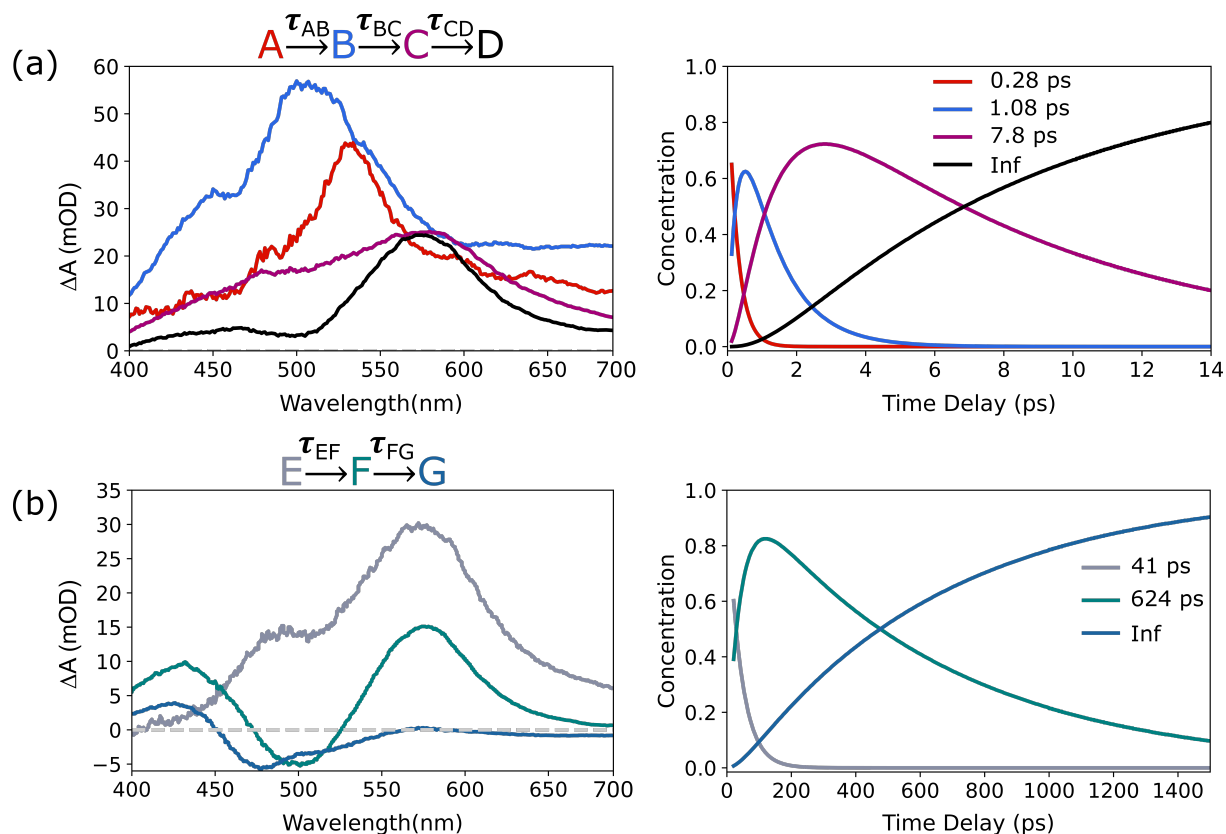 (a)
A τAB→ B τBC→ C τCD→ D
60
50
40
30
20
10
0
ΔA (mOD)
400 450 500 550 600 650 700
Wavelength(nm)
1.0
0.8
0.6
0.4
0.2
0.0
Concentration
0.28 ps
1.08 ps
7.8 ps
Inf
0 2 4 6 8 10 12 14
Time Delay (ps)
(b)
E τEF→ F τFG→ G
35
30
25
20
15
10
5
0
−5
ΔA (mOD)
400 450 500 550 600 650 700
Wavelength(nm)
1.0
0.8
0.6
0.4
0.2
0.0
Concentration
41 ps
624 ps
Inf
0 200 400 600 800 1000 1200 1400
Time Delay (ps)